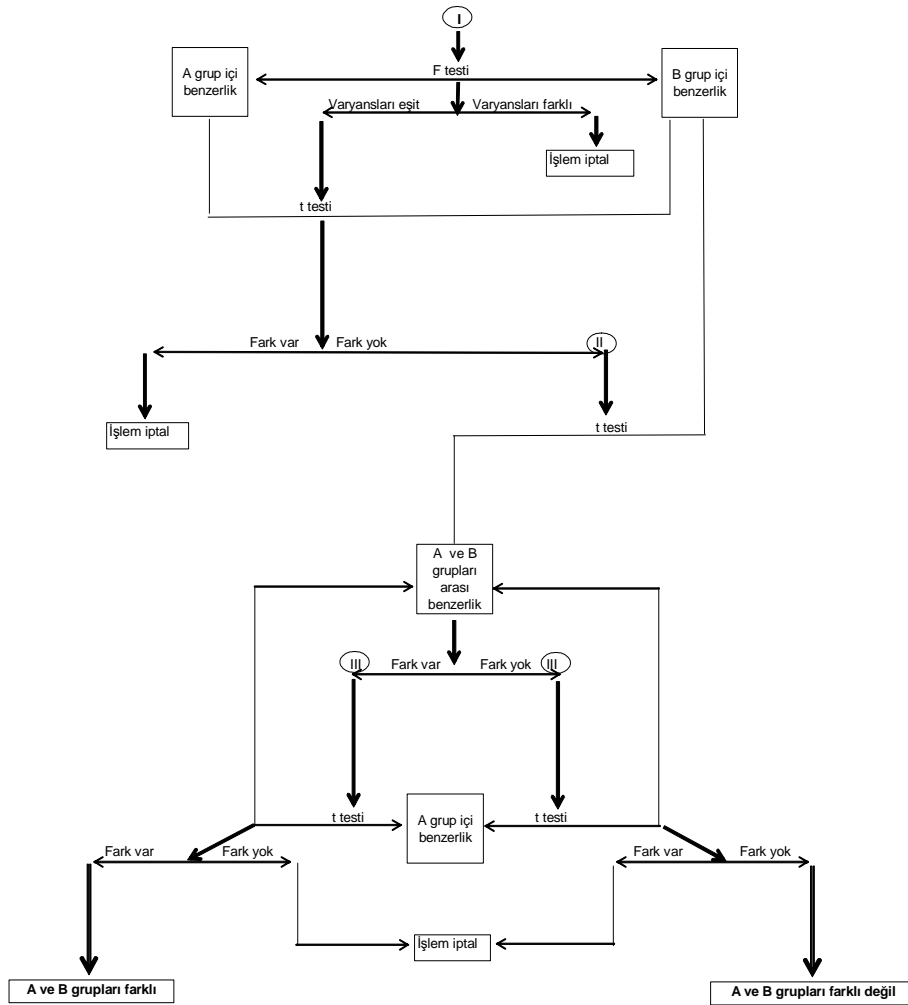 I
A grup içi
benzerlik
F testi
B grup içi
benzerlik
Varyansları eşit
Varyansları farklı
İşlem iptal
t testi
Fark var
Fark yok
II
İşlem iptal
t testi
A ve B
grupları
arası
benzerlik
III
Fark var
Fark yok
III
t testi
A grup içi
benzerlik
t testi
Fark var
Fark yok
Fark var
Fark yok
İşlem iptal
A ve B grupları farklı
A ve B grupları farklı değil